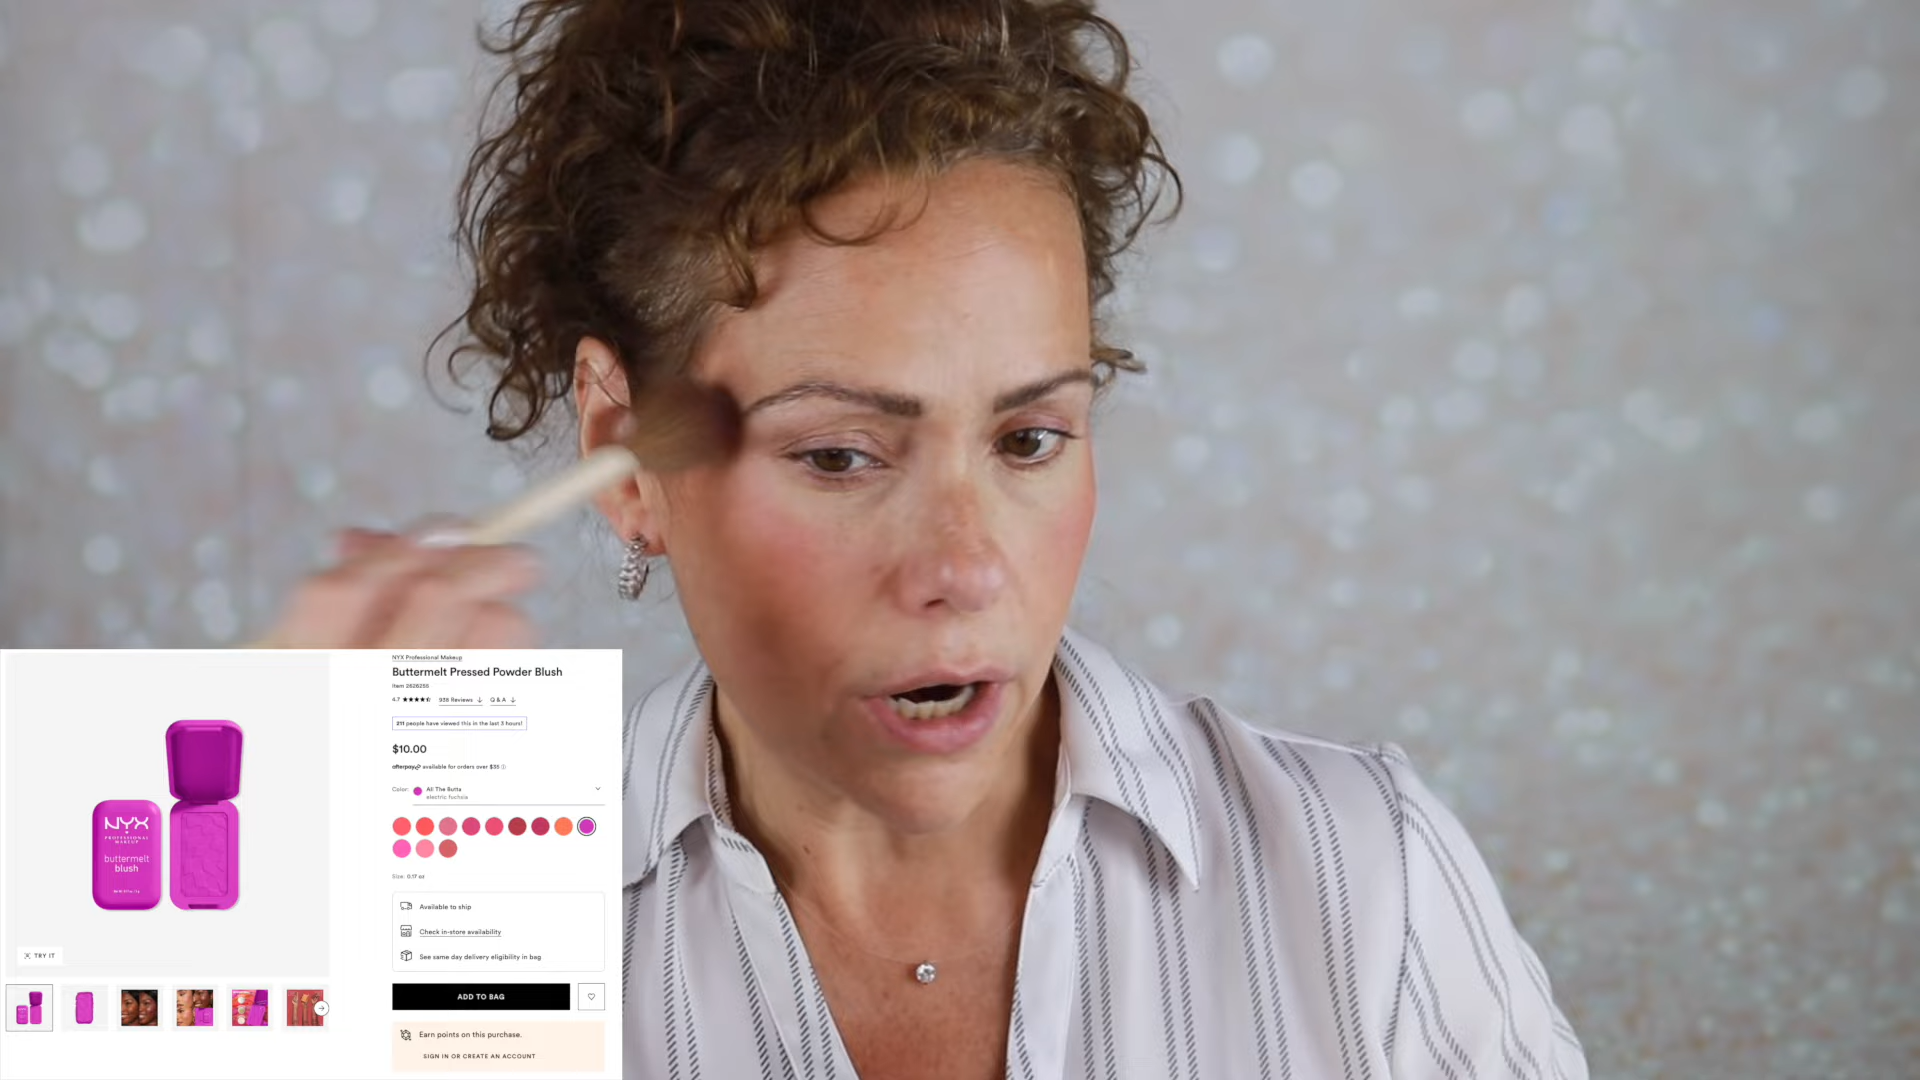 NYX Professional Makeup
Buttermelt Pressed Powder Blush
Item 2626255
4.7 936 Reviews Q & A
211 people have viewed this in the last 3 hours!
$10.00
afterpay available for orders over $35
Color: All The Butta
electric fuchsia
Size: 0.17 oz
NYX
PROFESSIONAL
MAKEUP
buttermelt
blush
Available to ship
Check in-store availability
See same day delivery eligibility in bag
TRY IT
ADD TO BAG
Earn points on this purchase.
SIGN IN OR CREATE AN ACCOUNT